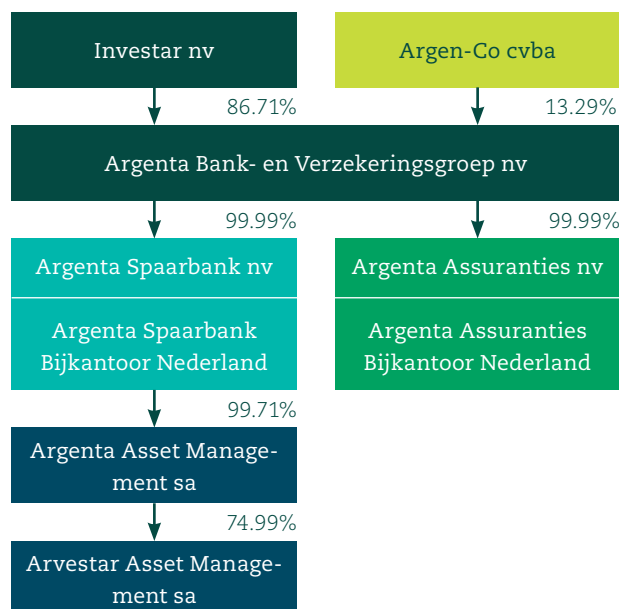 Investar nv
Argen-Co cvba
86.71%
13.29%
Argenta Bank- en Verzekeringsgroep nv
99.99%
99.99%
Argenta Spaarbank nv
Argenta Assuranties nv
Argenta Spaarbank
Bijkantoor Nederland
Argenta Assuranties
Bijkantoor Nederland
99.71%
Argenta Asset Manage-
ment sa
74.99%
Arvestar Asset Manage-
ment sa